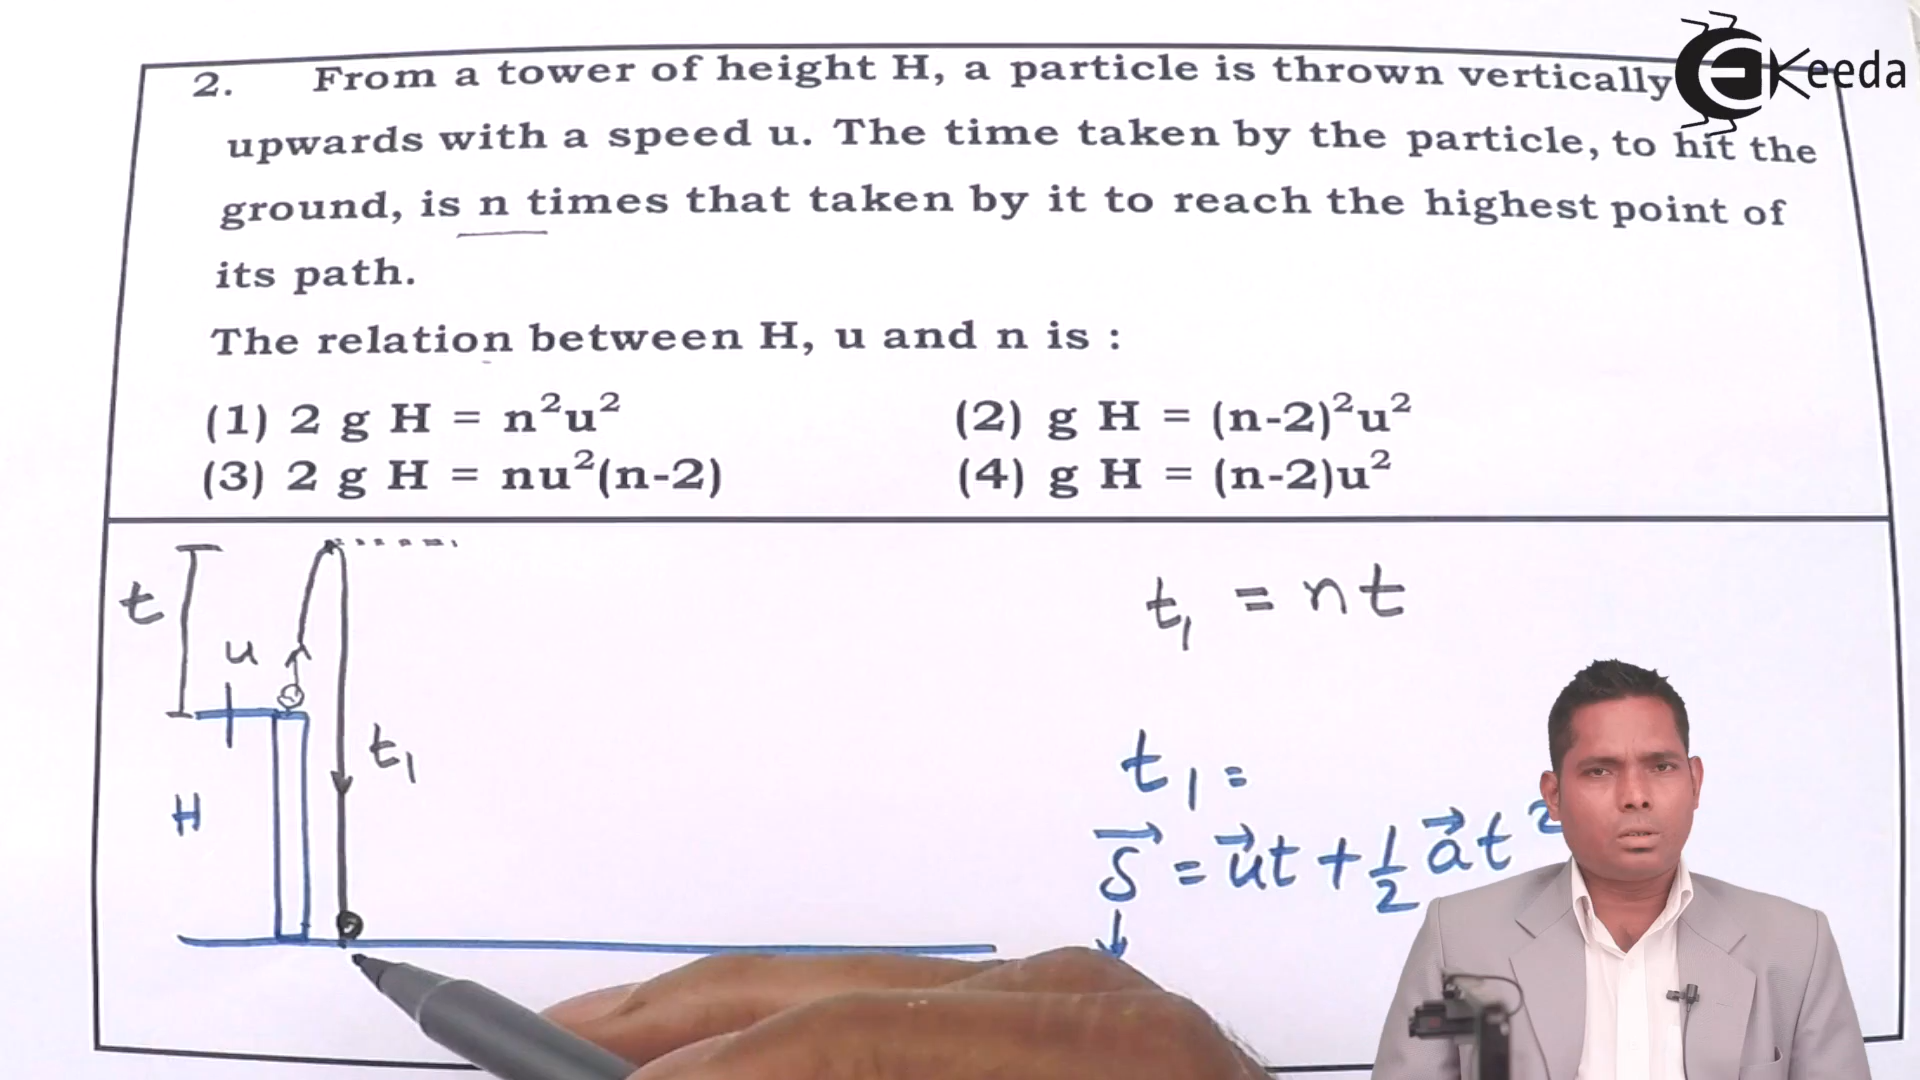 EKeeda
2. From a tower of height H, a particle is thrown vertically
upwards with a speed u. The time taken by the particle, to hit the
ground, is n times that taken by it to reach the highest point of
its path.
The relation between H, u and n is :
(1) 2 g H = n²u² (2) g H = (n-2)²u²
(3) 2 g H = nu²(n-2) (4) g H = (n-2)u²
t
u
H
t₁
t₁ = nt
t₁ =
s⃗ = u⃗t + ½ a⃗t²